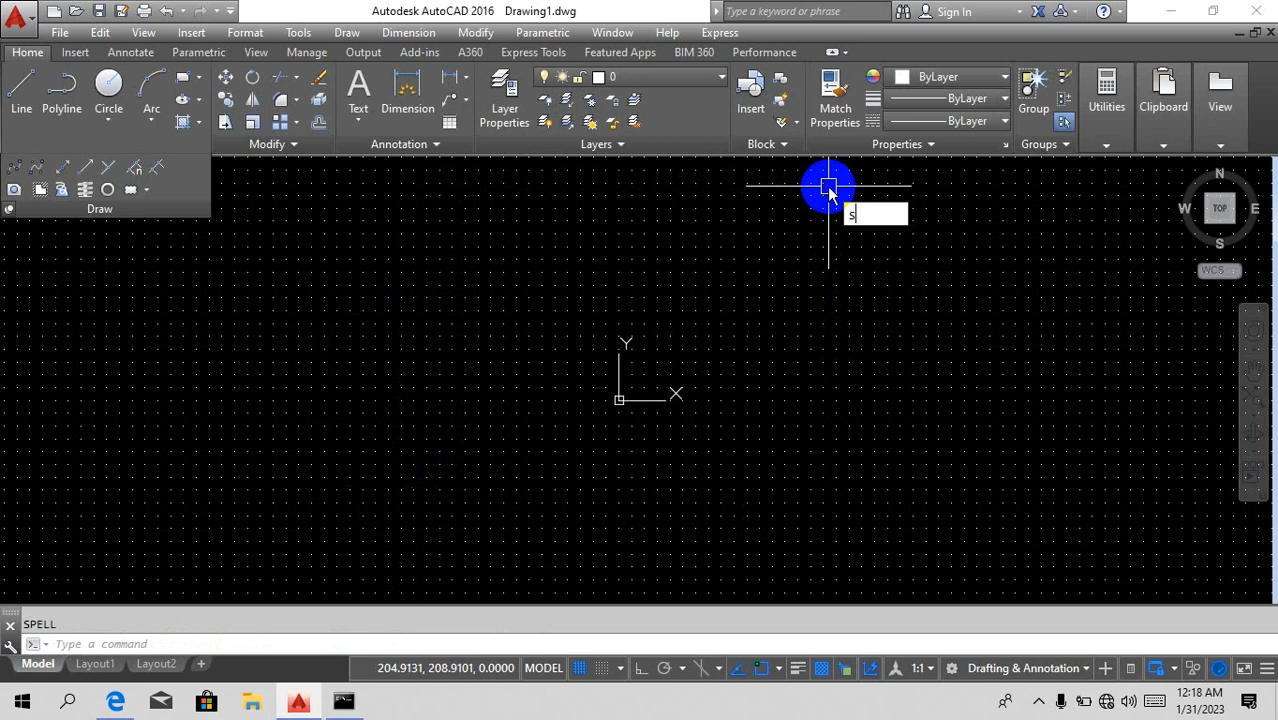 Autodesk AutoCAD 2016 Drawing1.dwg
Type a keyword or phrase
Sign In
File Edit View Insert Format Tools Draw Dimension Modify Parametric Window Help Express
Home Insert Annotation Parametric View Manage Output Add-ins A360 Express Tools Featured Apps BIM 360 Performance
0
ByLayer
ByLayer
ByLayer
Line Polyline Circle Arc
Text Dimension
Layer Properties
Insert
Match Properties
Group
Utilities Clipboard View
Modify Annotation Layers Block Properties Groups
Draw
s
N
W TOP E
S
WCS
Y
X
SPELL
Type a command
Model Layout1 Layout2 +
204.9131, 208.9101, 0.0000 MODEL
1:1 Drafting & Annotation
12:18 AM
1/31/2023